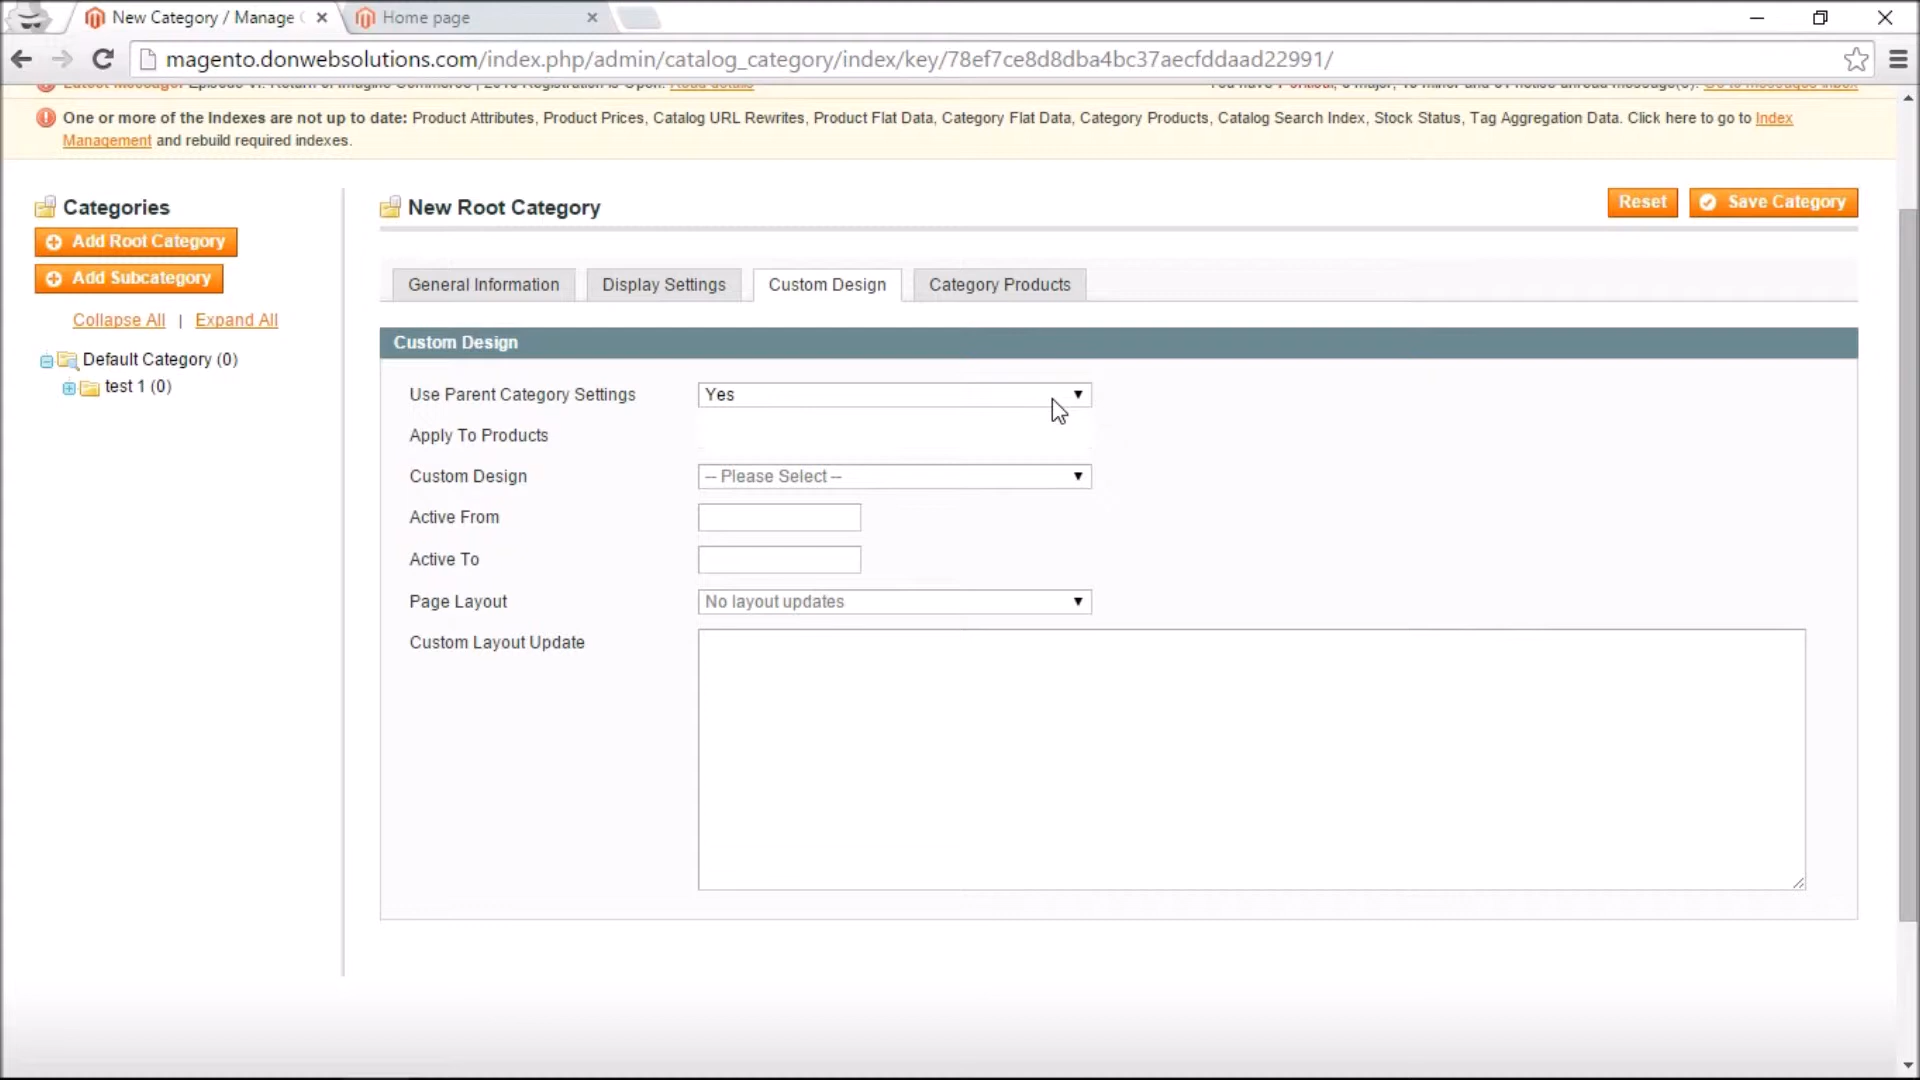 New Category / Manage
Home page
magento.donwebsolutions.com/index.php/admin/catalog_category/index/key/78ef7ce8d8dba4bc37aecfddaad22991/
One or more of the Indexes are not up to date: Product Attributes, Product Prices, Catalog URL Rewrites, Product Flat Data, Category Flat Data, Category Products, Catalog Search Index, Stock Status, Tag Aggregation Data. Click here to go to Index
Management and rebuild required indexes.
Categories
Add Root Category
Add Subcategory
Collapse All | Expand All
Default Category (0)
test 1 (0)
New Root Category
Reset
Save Category
General Information
Display Settings
Custom Design
Category Products
Custom Design
Use Parent Category Settings
Yes
Apply To Products
Custom Design
-- Please Select --
Active From
Active To
Page Layout
No layout updates
Custom Layout Update